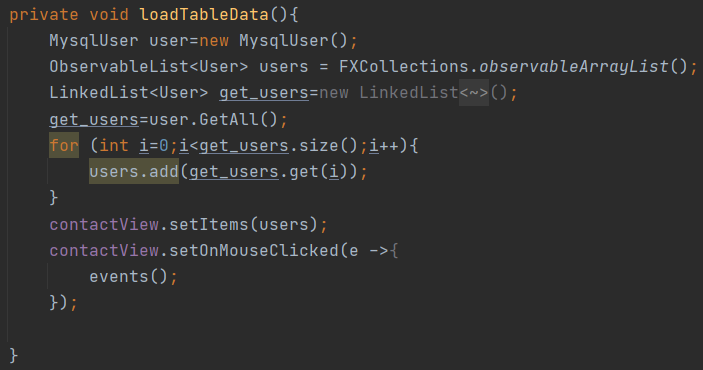 private void loadTableData(){
MysqlUser user=new MysqlUser();
ObservableList<User> users = FXCollections.observableArrayList();
LinkedList<User> get_users=new LinkedList<~>();
get_users=user.GetAll();
for (int i=0;i<get_users.size();i++){
users.add(get_users.get(i));
}
contactView.setItems(users);
contactView.setOnMouseClicked(e ->{
events();
});
}